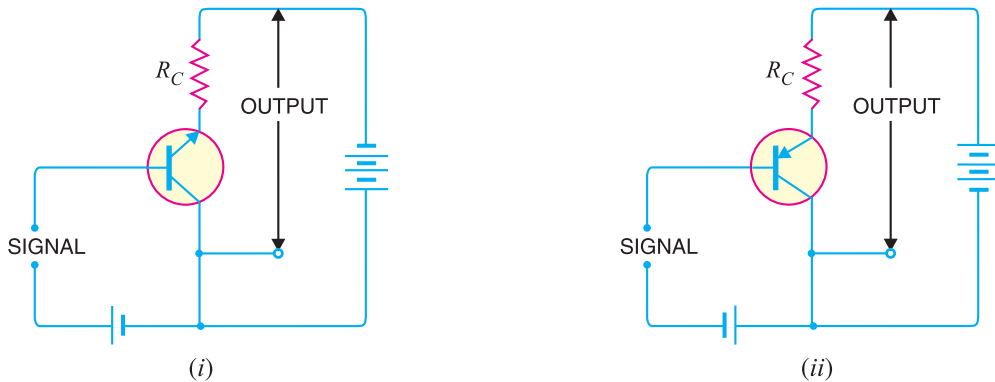 R_C
OUTPUT
SIGNAL
(i)
R_C
OUTPUT
SIGNAL
(ii)